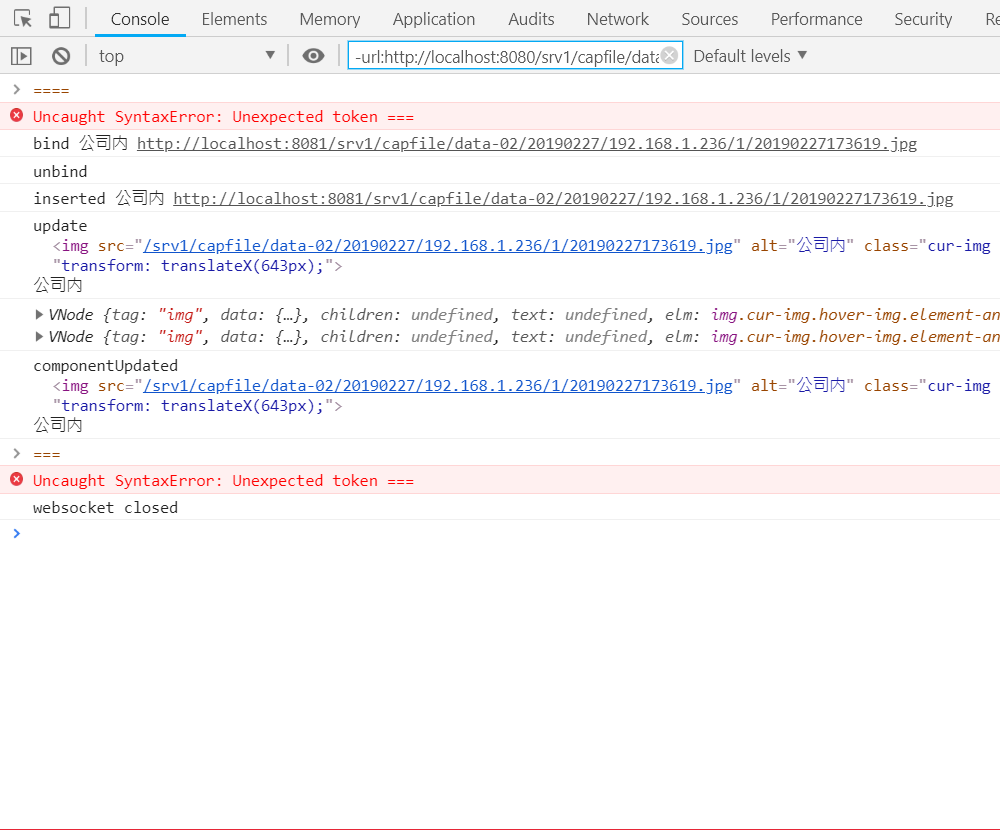 Console Elements Memory Application Audits Network Sources Performance Security Re
top -url:http://localhost:8080/srv1/capfile/data Default levels
====
Uncaught SyntaxError: Unexpected token ===
bind 公司内 http://localhost:8081/srv1/capfile/data-02/20190227/192.168.1.236/1/20190227173619.jpg
unbind
inserted 公司内 http://localhost:8081/srv1/capfile/data-02/20190227/192.168.1.236/1/20190227173619.jpg
update
<img src="/srv1/capfile/data-02/20190227/192.168.1.236/1/20190227173619.jpg" alt="公司内" class="cur-img
"transform: translateX(643px);">
公司内
VNode {tag: "img", data: {…}, children: undefined, text: undefined, elm: img.cur-img.hover-img.element-an
VNode {tag: "img", data: {…}, children: undefined, text: undefined, elm: img.cur-img.hover-img.element-an
componentUpdated
<img src="/srv1/capfile/data-02/20190227/192.168.1.236/1/20190227173619.jpg" alt="公司内" class="cur-img
"transform: translateX(643px);">
公司内
===
Uncaught SyntaxError: Unexpected token ===
websocket closed